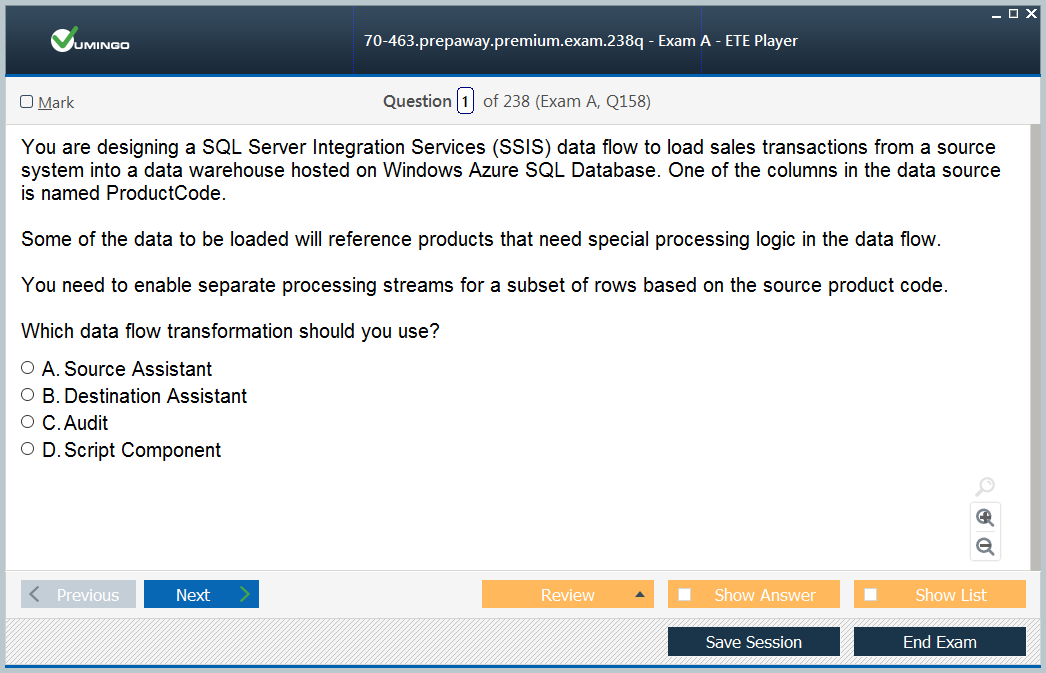 VUMINGO
70-463.prepaway.premium.exam.238q - Exam A - ETE Player
Mark
Question 1 of 238 (Exam A, Q158)
You are designing a SQL Server Integration Services (SSIS) data flow to load sales transactions from a source
system into a data warehouse hosted on Windows Azure SQL Database. One of the columns in the data source
is named ProductCode.
Some of the data to be loaded will reference products that need special processing logic in the data flow.
You need to enable separate processing streams for a subset of rows based on the source product code.
Which data flow transformation should you use?
A. Source Assistant
B. Destination Assistant
C. Audit
D. Script Component
Previous
Next
Review
Show Answer
Show List
Save Session
End Exam